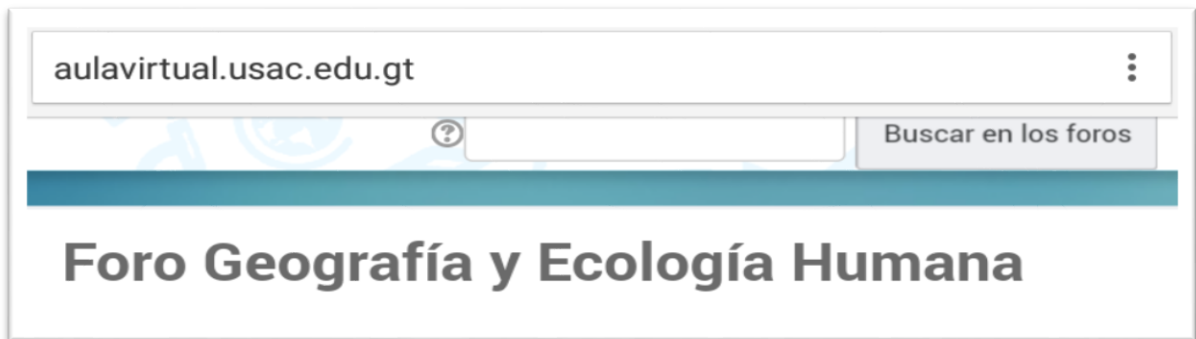 aulavirtual.usac.edu.gt
Buscar en los foros
Foro Geografía y Ecología Humana